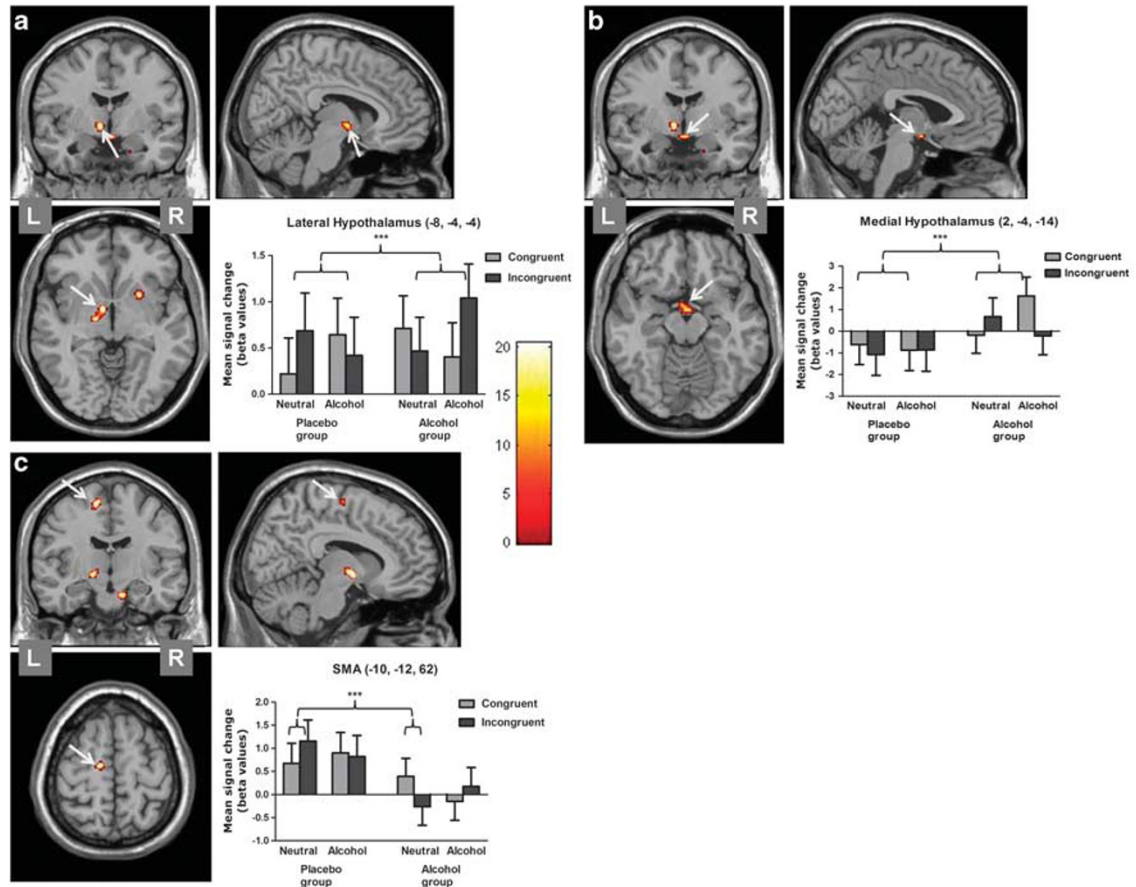 a
L R
Lateral Hypothalamus (-8, -4, -4)
***
Congruent
Incongruent
Mean signal change
(beta values)
1.5
1.0
0.5
0.0
Neutral Alcohol Neutral Alcohol
Placebo group
Alcohol group
b
L R
Medial Hypothalamus (2, -4, -14)
***
Congruent
Incongruent
Mean signal change
(beta values)
3
2
1
0
-1
-2
-3
Neutral Alcohol Neutral Alcohol
Placebo group
Alcohol group
20
15
10
5
0
c
L R
SMA (-10, -12, 62)
***
Congruent
Incongruent
Mean signal change
(beta values)
2.0
1.5
1.0
0.5
0.0
-0.5
-1.0
Neutral Alcohol Neutral Alcohol
Placebo group
Alcohol group